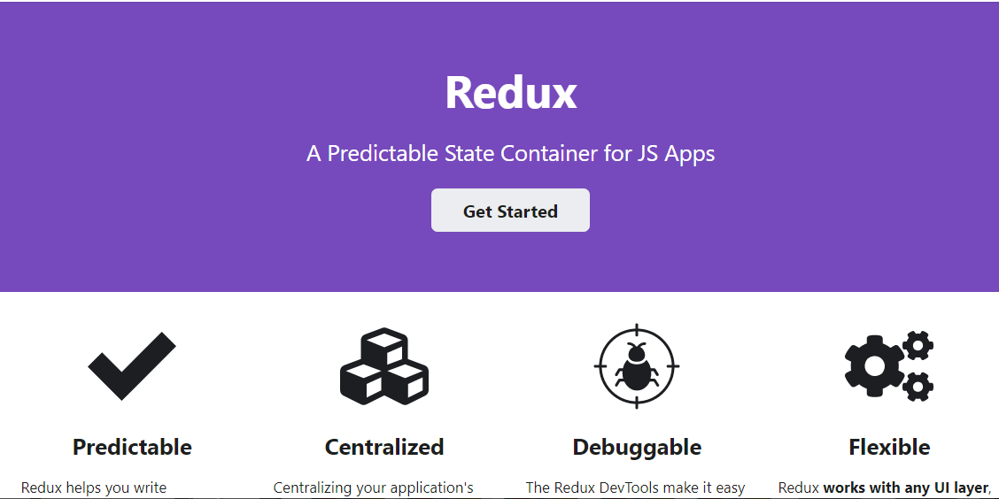 Redux
A Predictable State Container for JS Apps
Get Started
Predictable
Centralized
Debuggable
Flexible
Redux helps you write
Centralizing your application's
The Redux DevTools make it easy
Redux works with any UI layer,